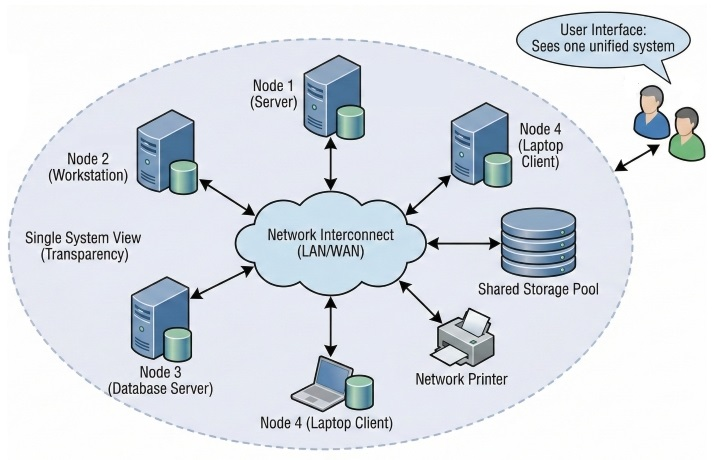 User Interface:
Sees one unified system
Node 1
(Server)
Node 2
(Workstation)
Node 4
(Laptop
Client)
Single System View
(Transparency)
Network Interconnect
(LAN/WAN)
Shared Storage Pool
Node 3
(Database Server)
Network Printer
Node 4 (Laptop Client)